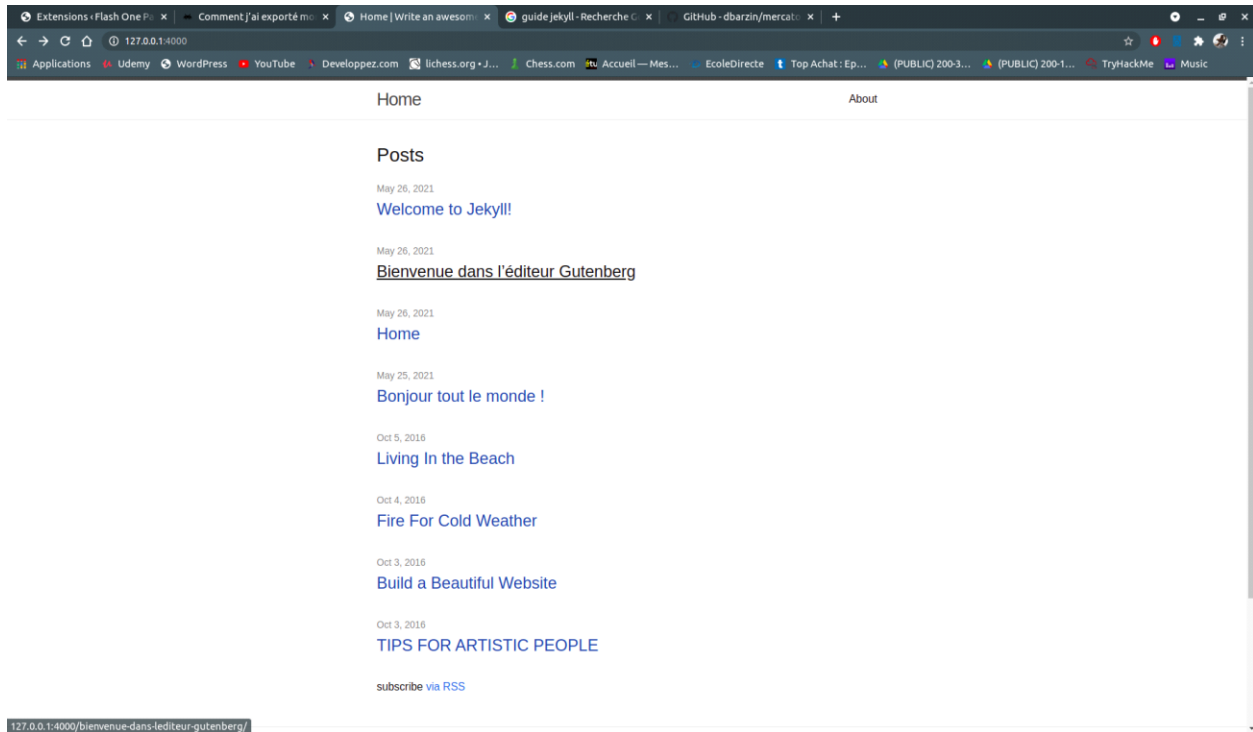 Extensions ‹ Flash One Pa
Comment j'ai exporté mo
Home | Write an awesome
guide jekyll - Recherche G
GitHub - dbarzin/mercato
127.0.0.1:4000
Applications
Udemy
WordPress
YouTube
Developpez.com
lichess.org • J...
Chess.com
Accueil — Mes...
EcoleDirecte
Top Achat : Ep...
(PUBLIC) 200-3...
(PUBLIC) 200-1...
TryHackMe
Music
Home
About
Posts
May 26, 2021
Welcome to Jekyll!
May 26, 2021
Bienvenue dans l’éditeur Gutenberg
May 26, 2021
Home
May 25, 2021
Bonjour tout le monde !
Oct 5, 2016
Living In the Beach
Oct 4, 2016
Fire For Cold Weather
Oct 3, 2016
Build a Beautiful Website
Oct 3, 2016
TIPS FOR ARTISTIC PEOPLE
subscribe via RSS
127.0.0.1:4000/bienvenue-dans-lediteur-gutenberg/